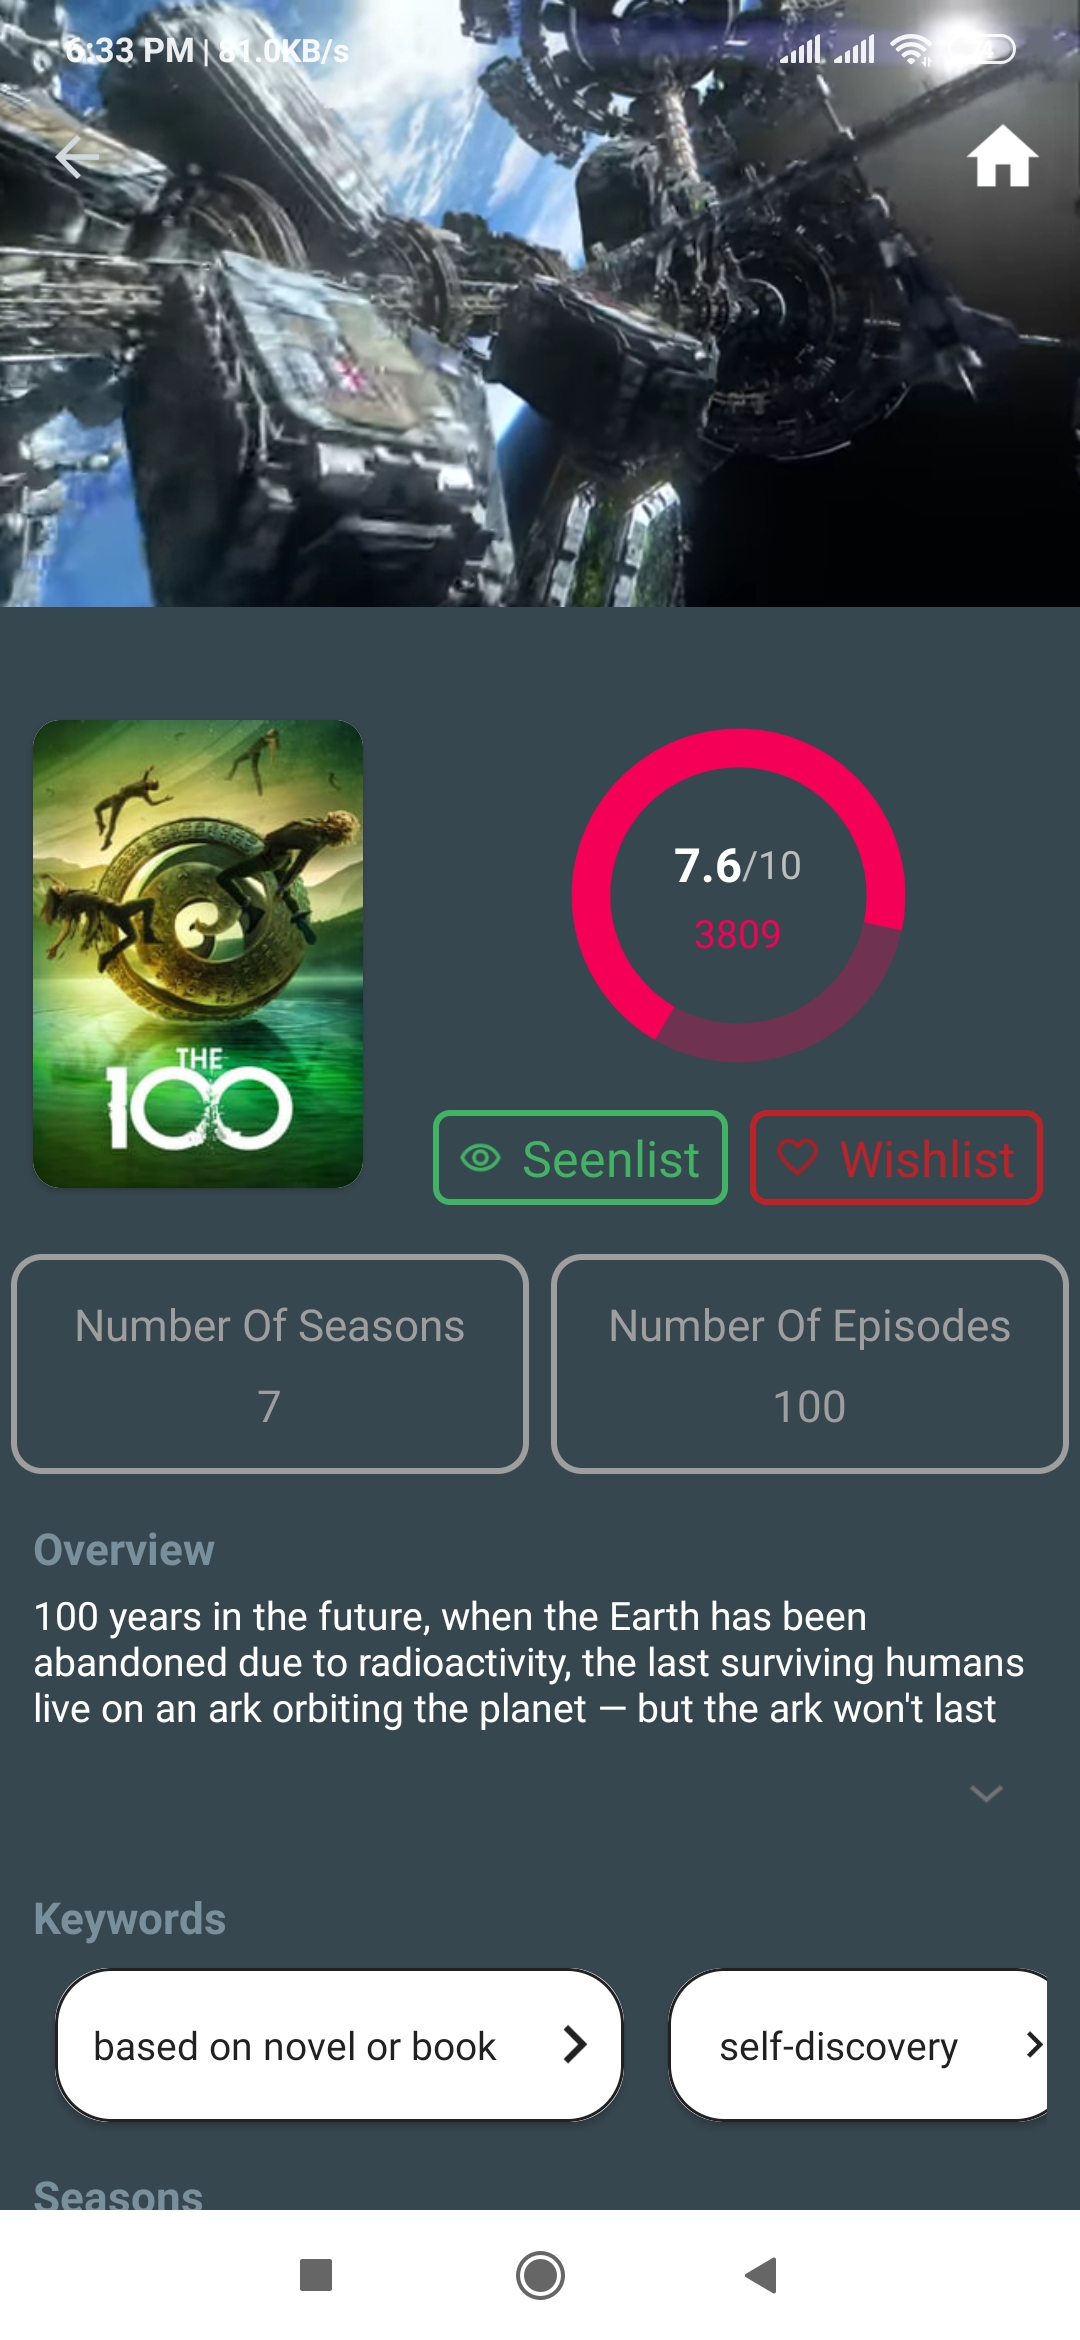 6:33 PM | 81.0KB/s
7.6/10
3809
THE
100
Seenlist
Wishlist
Number Of Seasons
7
Number Of Episodes
100
Overview
100 years in the future, when the Earth has been
abandoned due to radioactivity, the last surviving humans
live on an ark orbiting the planet — but the ark won't last
Keywords
based on novel or book
self-discovery
Seasons